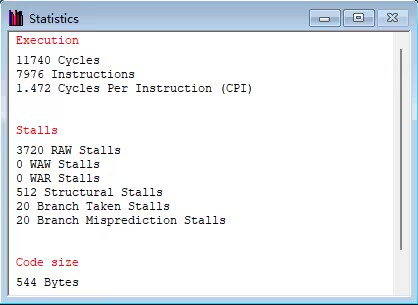 Statistics
Execution
11740 Cycles
7976 Instructions
1.472 Cycles Per Instruction (CPI)
Stalls
3720 RAW Stalls
0 WAW Stalls
0 WAR Stalls
512 Structural Stalls
20 Branch Taken Stalls
20 Branch Misprediction Stalls
Code size
544 Bytes